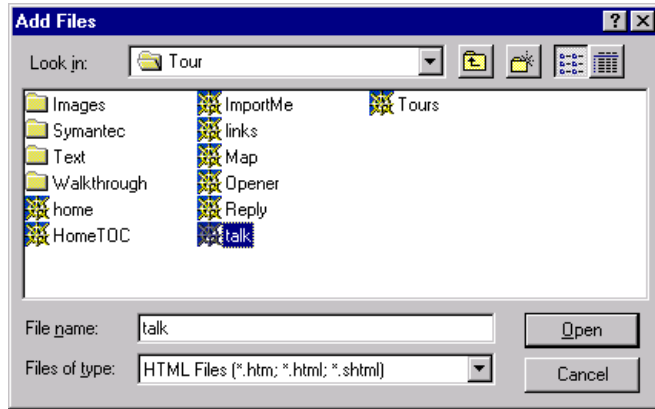 Add Files
Look in: Tour
Images ImportMe Tours
Symantec links
Text Map
Walkthrough Opener
home Reply
HomeTOC talk
File name: talk Open
Files of type: HTML Files (*.htm; *.html; *.shtml) Cancel